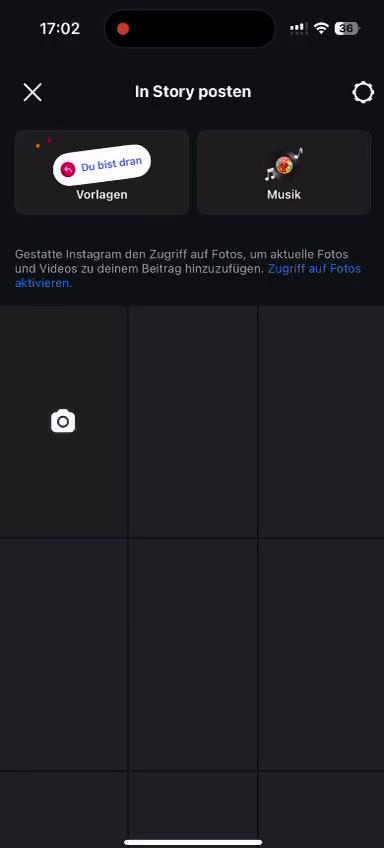 17:02
36
In Story posten
Du bist dran
Vorlagen
Musik
Gestatte Instagram den Zugriff auf Fotos, um aktuelle Fotos
und Videos zu deinem Beitrag hinzuzufügen. Zugriff auf Fotos
aktivieren.